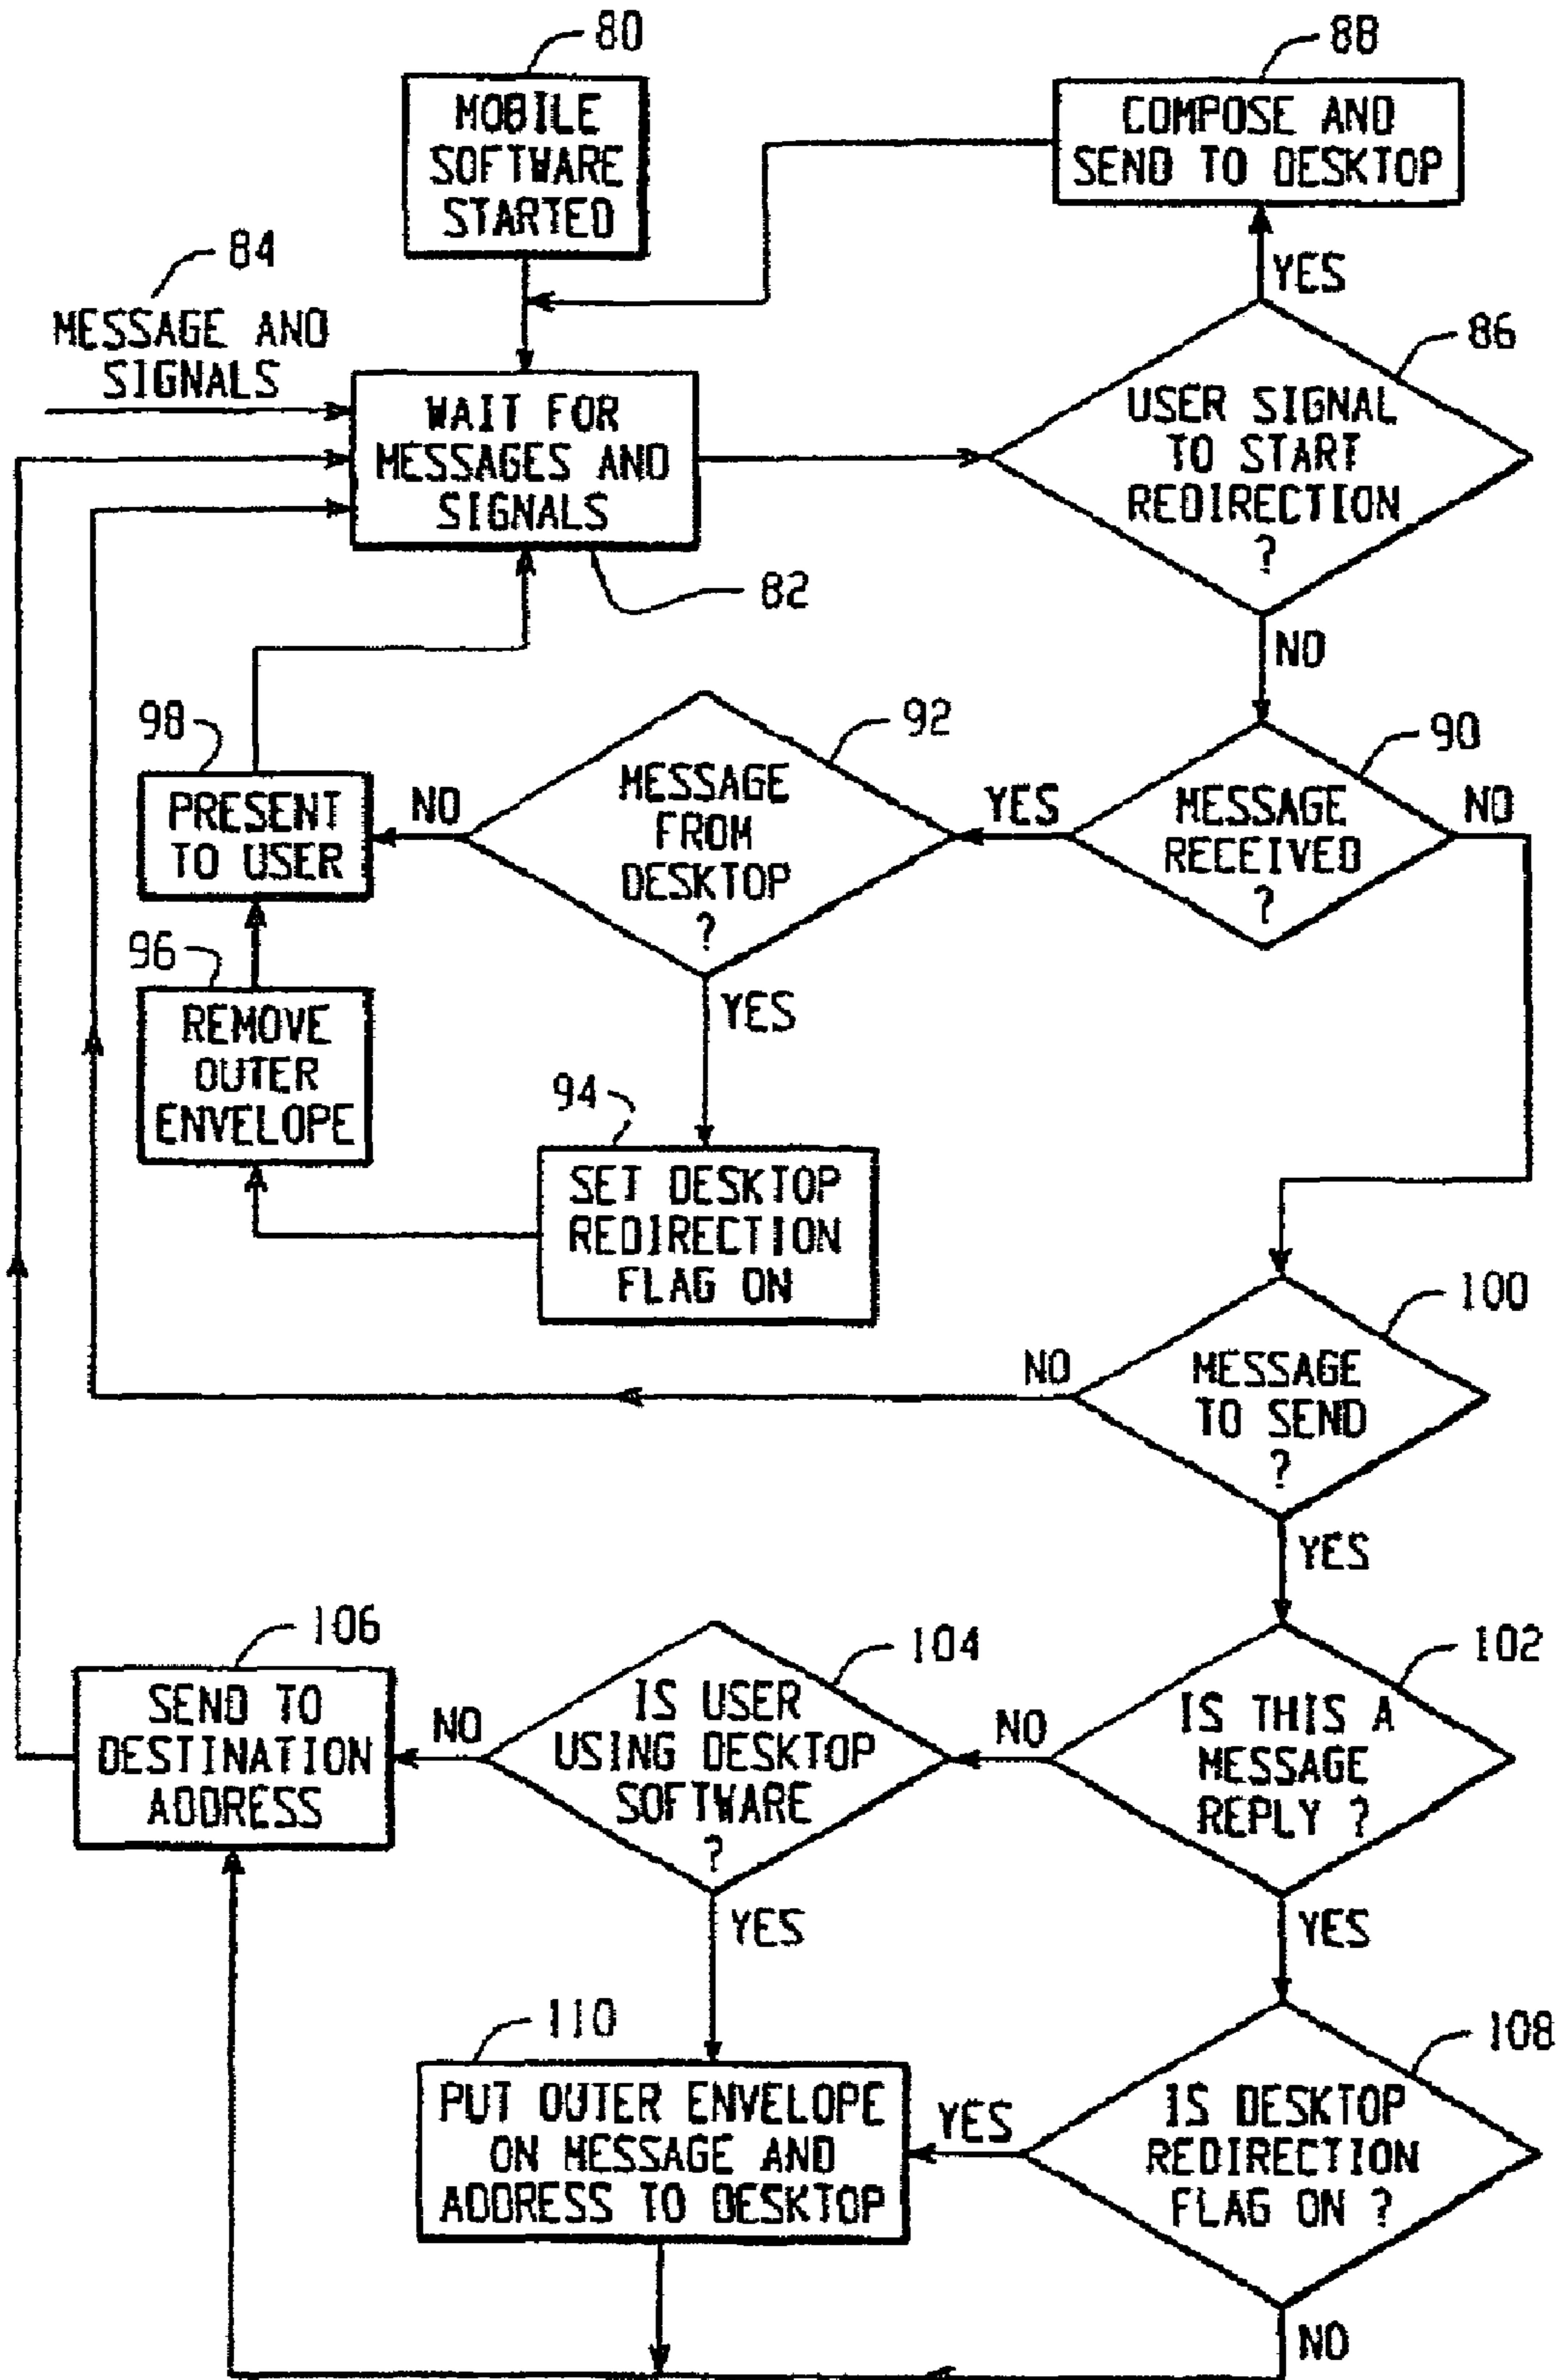 80
MOBILE
SOFTWARE
STARTED
88
COMPOSE AND
SEND TO DESKTOP
84
MESSAGE AND
SIGNALS
YES
WAIT FOR
MESSAGES AND
SIGNALS
82
86
USER SIGNAL
TO START
REDIRECTION
?
NO
98
PRESENT
TO USER
NO
92
MESSAGE
FROM
DESKTOP
?
YES
90
MESSAGE
RECEIVED
?
NO
96
REMOVE
OUTER
ENVELOPE
YES
94
SET DESKTOP
REDIRECTION
FLAG ON
100
NO
MESSAGE
TO SEND
?
YES
106
SEND TO
DESTINATION
ADDRESS
NO
104
IS USER
USING DESKTOP
SOFTWARE
?
NO
102
IS THIS A
MESSAGE
REPLY ?
YES
YES
110
PUT OUTER ENVELOPE
ON MESSAGE AND
ADDRESS TO DESKTOP
YES
108
IS DESKTOP
REDIRECTION
FLAG ON ?
NO